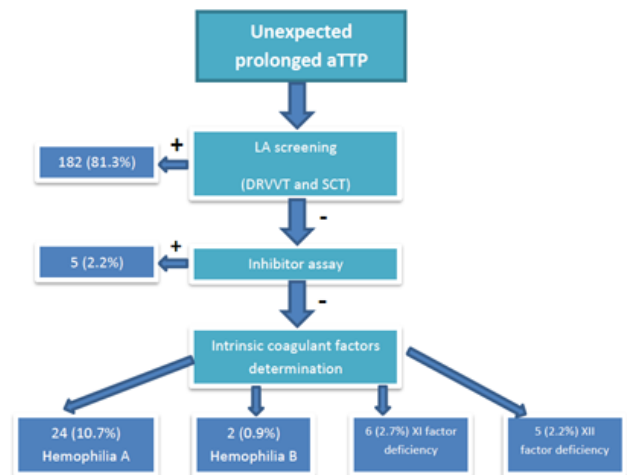 Unexpected
prolonged aTTP
+
182 (81.3%)
LA screening
(DRVVT and SCT)
-
+
5 (2.2%)
Inhibitor assay
-
Intrinsic coagulant factors
determination
24 (10.7%)
Hemophilia A
2 (0.9%)
Hemophilia B
6 (2.7%) XI factor
deficiency
5 (2.2%) XII
factor deficiency